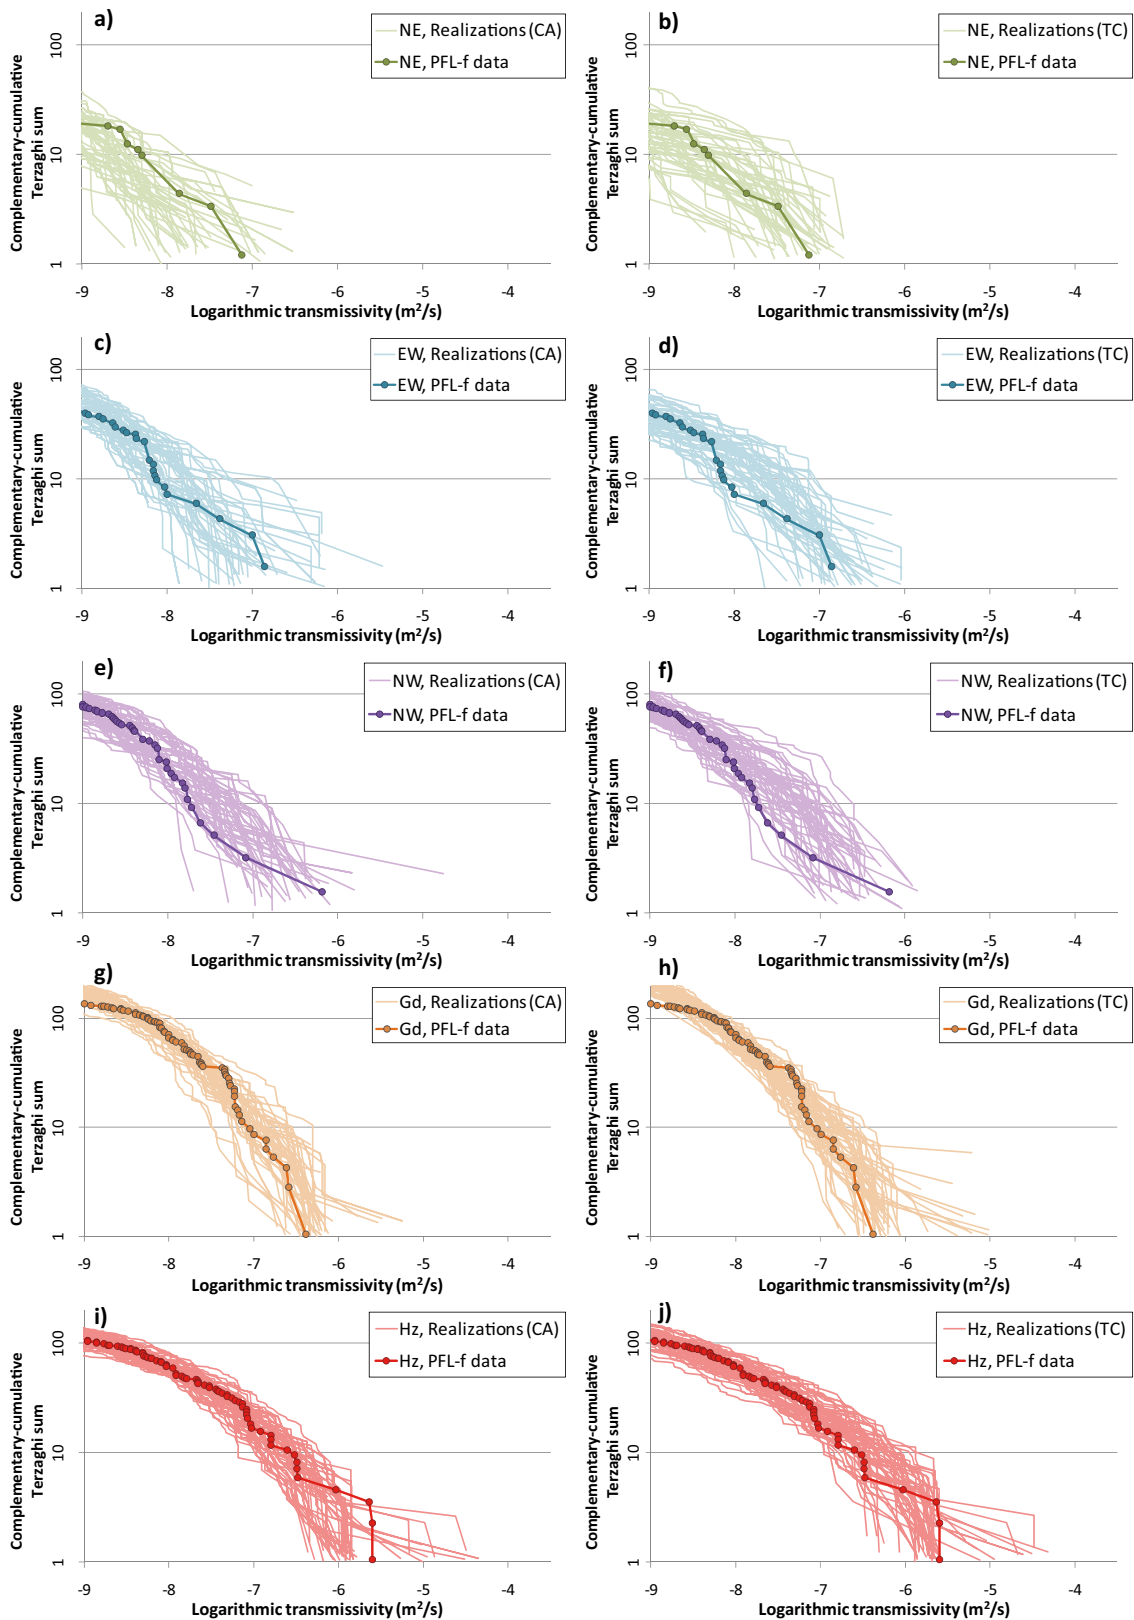 a)
NE, Realizations (CA)
NE, PFL-f data
Complementary-cumulative
Terzaghi sum
100
10
1
-9 -8 -7 -6 -5 -4
Logarithmic transmissivity (m²/s)
b)
NE, Realizations (TC)
NE, PFL-f data
Complementary-cumulative
Terzaghi sum
100
10
1
-9 -8 -7 -6 -5 -4
Logarithmic transmissivity (m²/s)
c)
EW, Realizations (CA)
EW, PFL-f data
Complementary-cumulative
Terzaghi sum
100
10
1
-9 -8 -7 -6 -5 -4
Logarithmic transmissivity (m²/s)
d)
EW, Realizations (TC)
EW, PFL-f data
Complementary-cumulative
Terzaghi sum
100
10
1
-9 -8 -7 -6 -5 -4
Logarithmic transmissivity (m²/s)
e)
NW, Realizations (CA)
NW, PFL-f data
Complementary-cumulative
Terzaghi sum
100
10
1
-9 -8 -7 -6 -5 -4
Logarithmic transmissivity (m²/s)
f)
NW, Realizations (TC)
NW, PFL-f data
Complementary-cumulative
Terzaghi sum
100
10
1
-9 -8 -7 -6 -5 -4
Logarithmic transmissivity (m²/s)
g)
Gd, Realizations (CA)
Gd, PFL-f data
Complementary-cumulative
Terzaghi sum
100
10
1
-9 -8 -7 -6 -5 -4
Logarithmic transmissivity (m²/s)
h)
Gd, Realizations (TC)
Gd, PFL-f data
Complementary-cumulative
Terzaghi sum
100
10
1
-9 -8 -7 -6 -5 -4
Logarithmic transmissivity (m²/s)
i)
Hz, Realizations (CA)
Hz, PFL-f data
Complementary-cumulative
Terzaghi sum
100
10
1
-9 -8 -7 -6 -5 -4
Logarithmic transmissivity (m²/s)
j)
Hz, Realizations (TC)
Hz, PFL-f data
Complementary-cumulative
Terzaghi sum
100
10
1
-9 -8 -7 -6 -5 -4
Logarithmic transmissivity (m²/s)